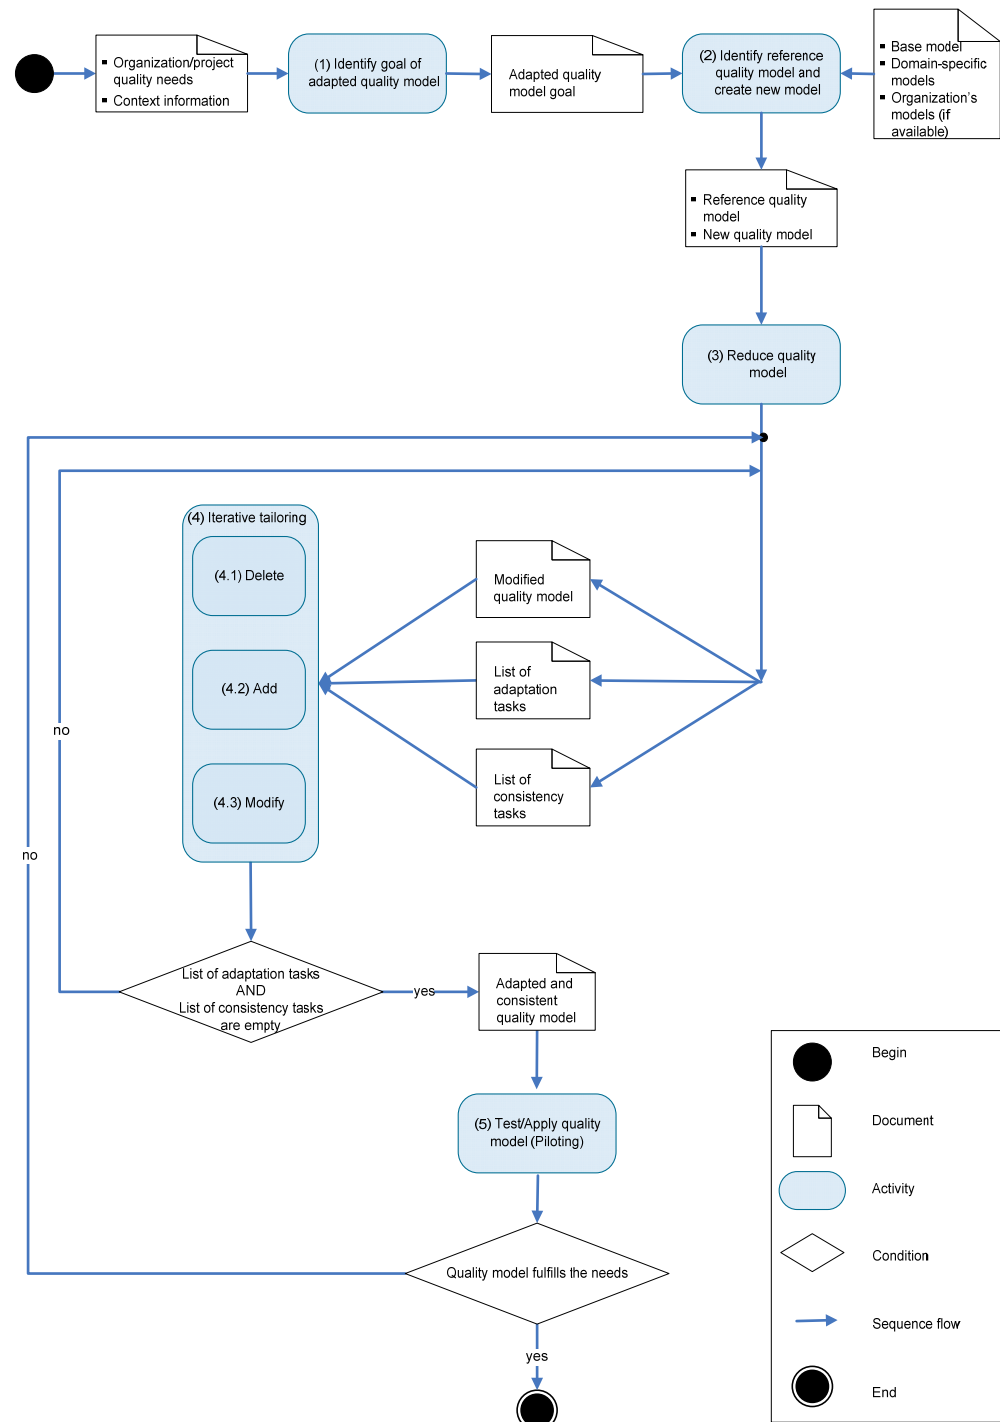 ▪ Organization/project
quality needs
▪ Context information
(1) Identify goal of
adapted quality model
Adapted quality
model goal
(2) Identify reference
quality model and
create new model
▪ Base model
▪ Domain-specific
models
▪ Organization's
models (if
available)
▪ Reference quality
model
▪ New quality model
(3) Reduce quality
model
(4) Iterative tailoring
(4.1) Delete
(4.2) Add
(4.3) Modify
Modified
quality model
List of
adaptation
tasks
List of
consistency
tasks
no
no
List of adaptation tasks
AND
List of consistency tasks
are empty
yes
Adapted and
consistent
quality model
(5) Test/Apply quality
model (Piloting)
Quality model fulfills the needs
yes
Begin
Document
Activity
Condition
Sequence flow
End